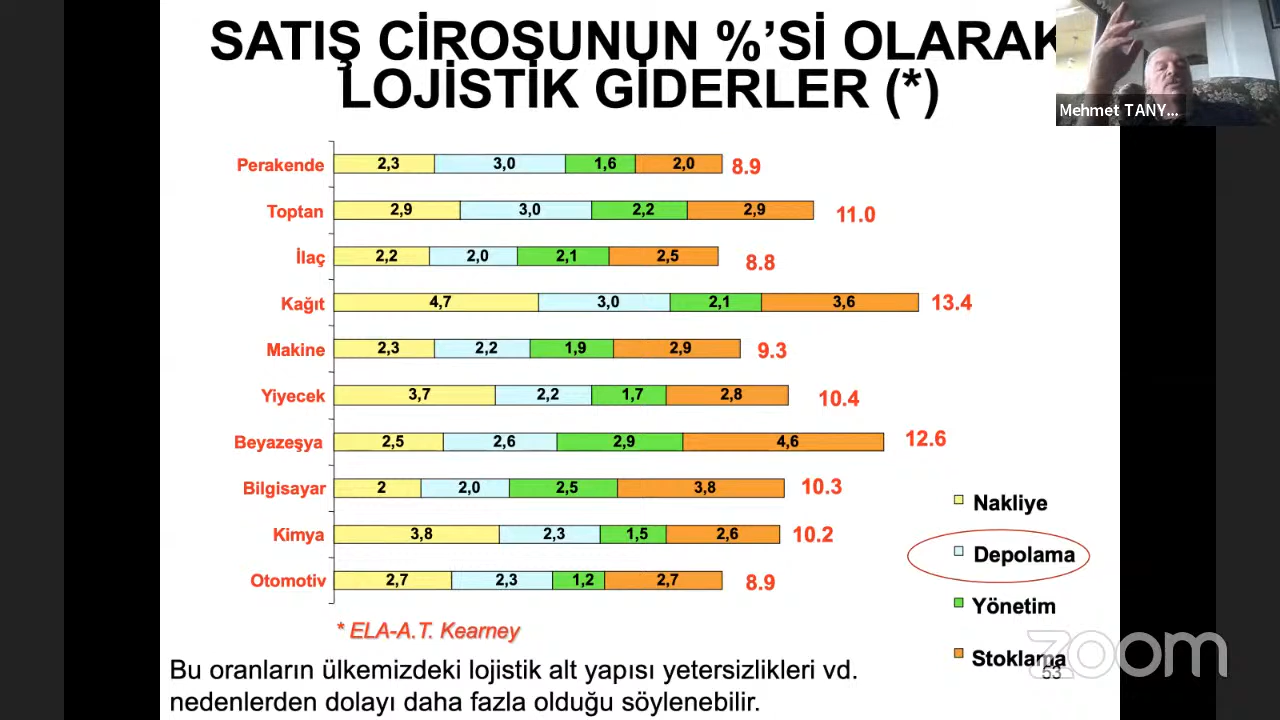 SATIŞ CİROSUNUN %’Sİ OLARAK
LOJİSTİK GİDERLER (*)
Mehmet TANY...
Perakende 2,3 3,0 1,6 2,0 8.9
Toptan 2,9 3,0 2,2 2,9 11.0
İlaç 2,2 2,0 2,1 2,5 8.8
Kağıt 4,7 3,0 2,1 3,6 13.4
Makine 2,3 2,2 1,9 2,9 9.3
Yiyecek 3,7 2,2 1,7 2,8 10.4
Beyazeşya 2,5 2,6 2,9 4,6 12.6
Bilgisayar 2 2,0 2,5 3,8 10.3
Kimya 3,8 2,3 1,5 2,6 10.2
Otomotiv 2,7 2,3 1,2 2,7 8.9
Nakliye
Depolama
Yönetim
Stoklama
* ELA-A.T. Kearney
Bu oranların ülkemizdeki lojistik alt yapısı yetersizlikleri vd.
nedenlerden dolayı daha fazla olduğu söylenebilir.
53
zoom